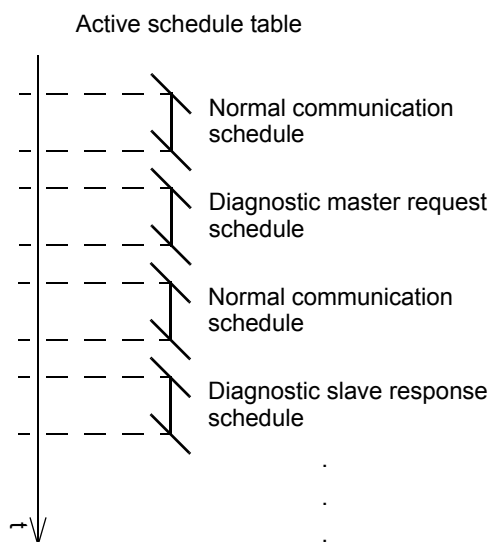 Active schedule table
Normal communication
schedule
Diagnostic master request
schedule
Normal communication
schedule
Diagnostic slave response
schedule
.
.
.
t